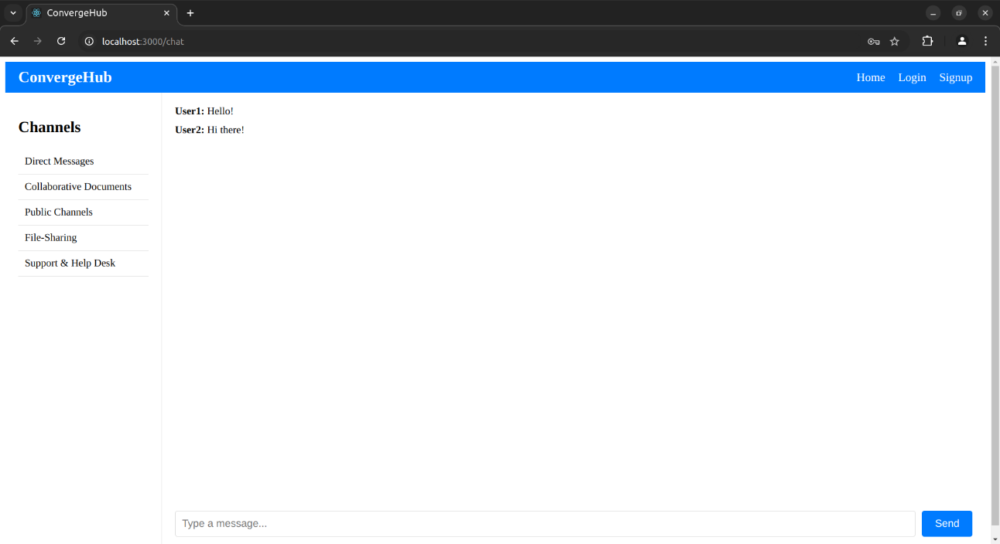 ConvergeHub
localhost:3000/chat
ConvergeHub Home Login Signup
Channels
Direct Messages
Collaborative Documents
Public Channels
File-Sharing
Support & Help Desk
User1: Hello!
User2: Hi there!
Type a message... Send